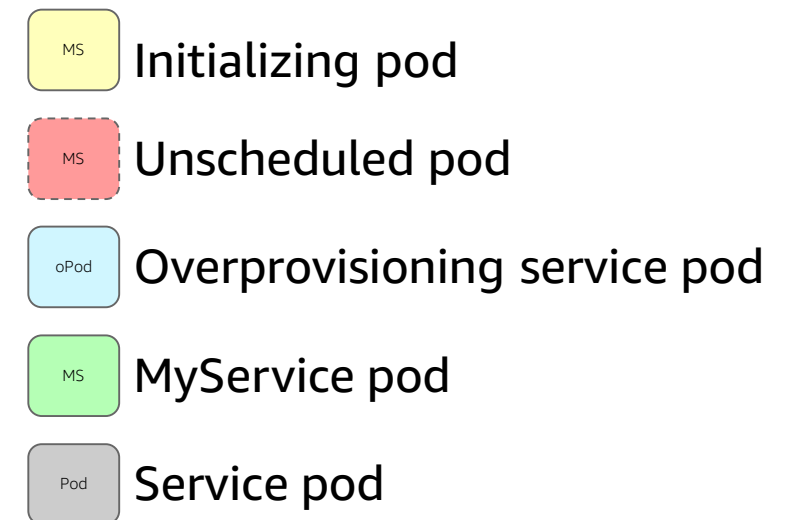 MS Initializing pod
MS Unscheduled pod
oPod Overprovisioning service pod
MS MyService pod
Pod Service pod